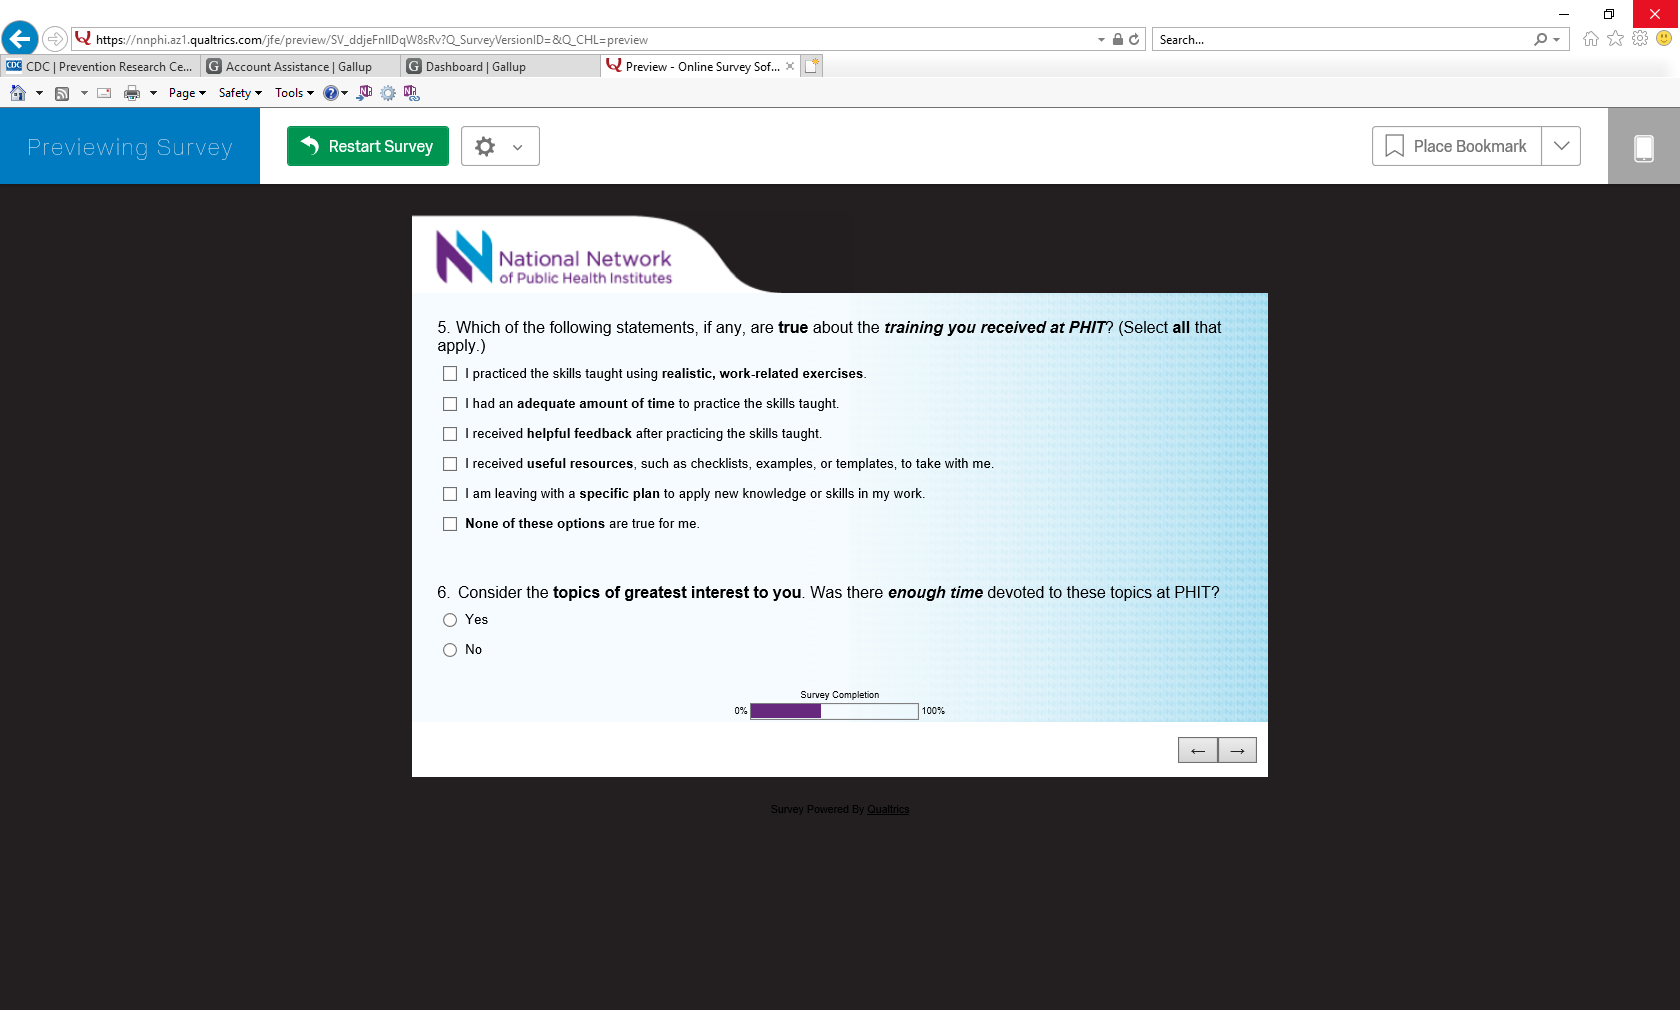 https://nnphi.az1.qualtrics.com/jfe/preview/SV_ddjeFnIlDqW8sRv?Q_SurveyVersionID=&Q_CHL=preview
Search...
CDC | Prevention Research Ce...
Account Assistance | Gallup
Dashboard | Gallup
Preview - Online Survey Sof...
Page
Safety
Tools
Previewing Survey
Restart Survey
Place Bookmark
National Network
of Public Health Institutes
5. Which of the following statements, if any, are true about the training you received at PHIT? (Select all that
apply.)
I practiced the skills taught using realistic, work-related exercises.
I had an adequate amount of time to practice the skills taught.
I received helpful feedback after practicing the skills taught.
I received useful resources, such as checklists, examples, or templates, to take with me.
I am leaving with a specific plan to apply new knowledge or skills in my work.
None of these options are true for me.
6. Consider the topics of greatest interest to you. Was there enough time devoted to these topics at PHIT?
Yes
No
Survey Completion
0%
100%
← →
Survey Powered By Qualtrics